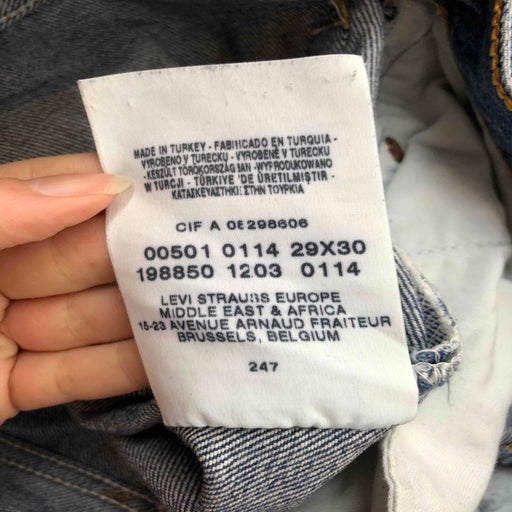 MADE IN TURKEY - FABRICADO EN TURQUIA -
VYROBENO V TURECKU - VYROBENÉ V TURECKU
-KÉSZÜLT TÖRÖKORSZÁGBAN -WYPRODUKOWANO
W TURCJI - TÜRKIYE 'DE ÜRETILMIŞTIR -
ΚΑΤΑΣΚΕΥΑΣΤΗΚΕ ΣΤΗΝ ΤΟΥΡΚΙΑ
CIF A 08298606
00501 0114 29X30
198850 1203 0114
LEVI STRAUSS EUROPE
MIDDLE EAST & AFRICA
15-23 AVENUE ARNAUD FRAITEUR
BRUSSELS, BELGIUM
247